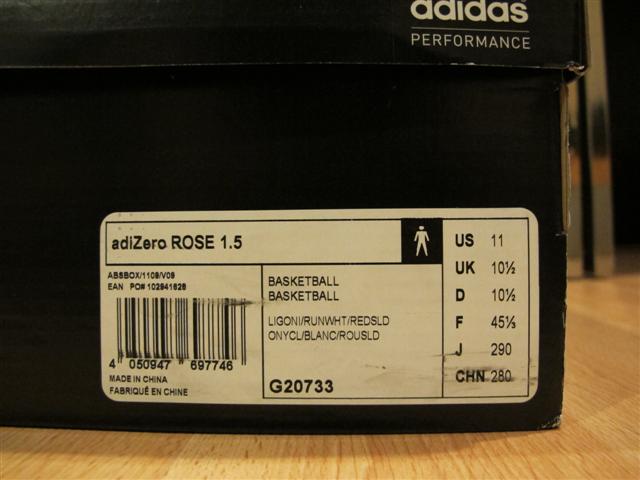 adidas
PERFORMANCE
adiZero ROSE 1.5
ABSBOX/1109/V09
EAN PO# 102941628
4 050947 697746
MADE IN CHINA
FABRIQUÉ EN CHINE
BASKETBALL
BASKETBALL
LIGONI/RUNWHT/REDSLD
ONYCL/BLANC/ROUSLD
G20733
US 11
UK 10½
D 10½
F 45⅓
J 290
CHN 280